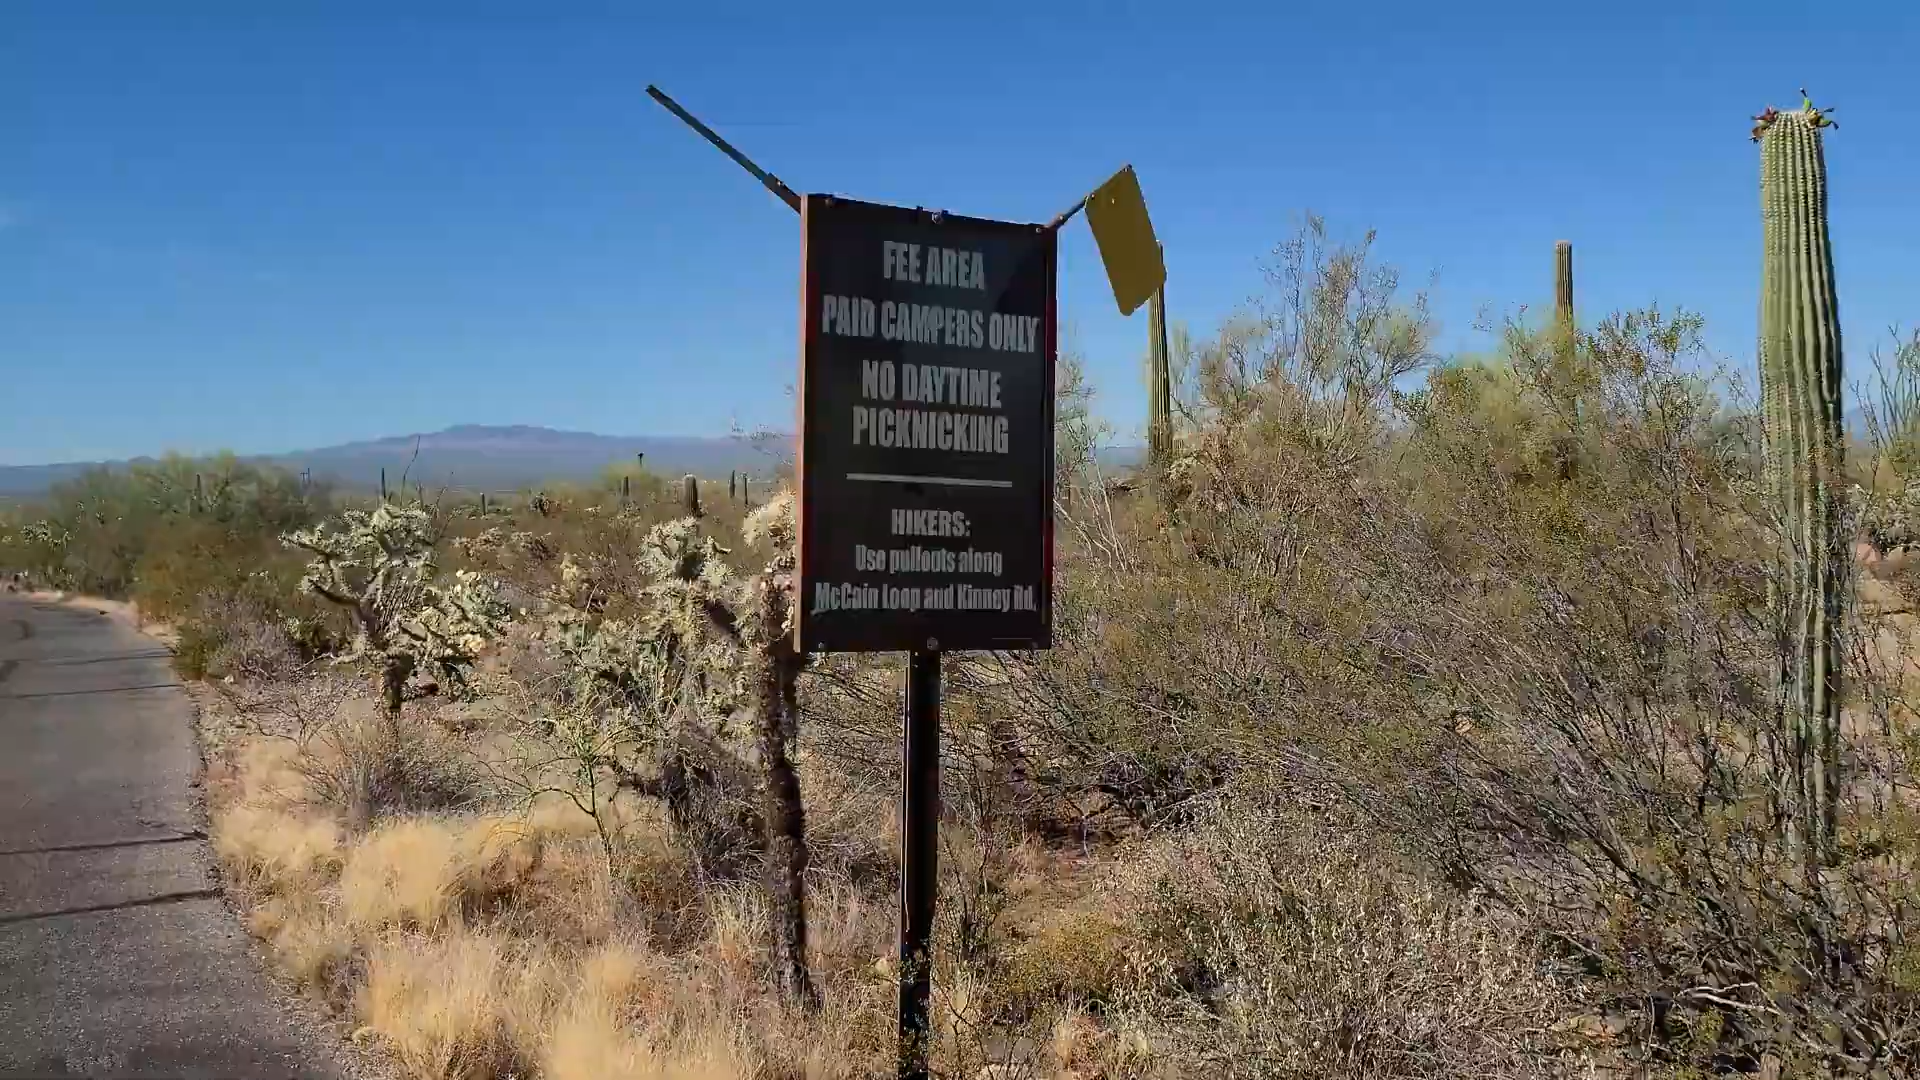 FEE AREA
PAID CAMPERS ONLY
NO DAYTIME
PICKNICKING
HIKERS:
Use pullouts along
McCain Loop and Kinney Rd.